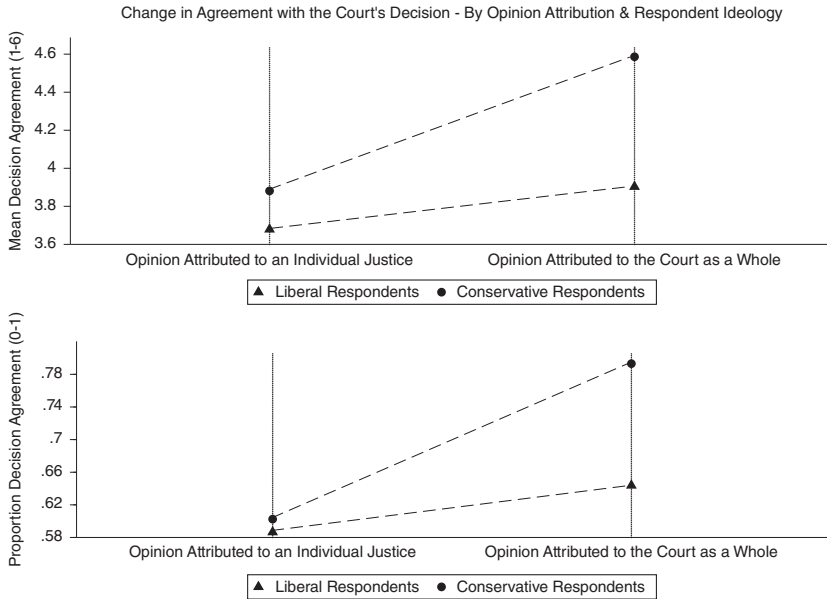 Change in Agreement with the Court's Decision - By Opinion Attribution & Respondent Ideology
Mean Decision Agreement (1-6)
4.6
4.4
4.2
4
3.8
3.6
Opinion Attributed to an Individual Justice
Opinion Attributed to the Court as a Whole
Liberal Respondents
Conservative Respondents
Proportion Decision Agreement (0-1)
.78
.74
.7
.66
.62
.58
Opinion Attributed to an Individual Justice
Opinion Attributed to the Court as a Whole
Liberal Respondents
Conservative Respondents